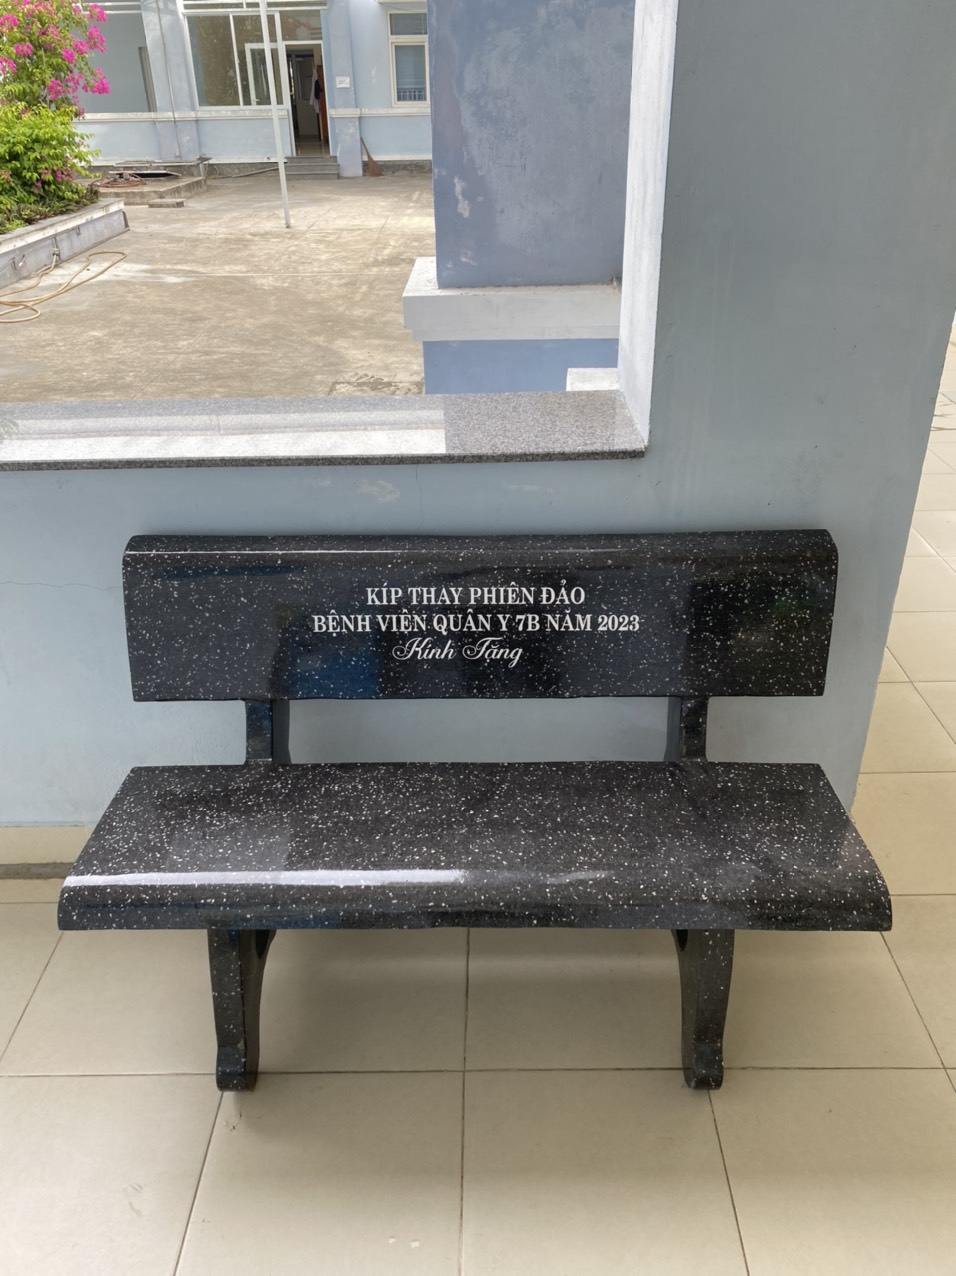 KÍP THAY PHIÊN ĐẢO
BỆNH VIỆN QUÂN Y 7B NĂM 2023
Kính Tặng